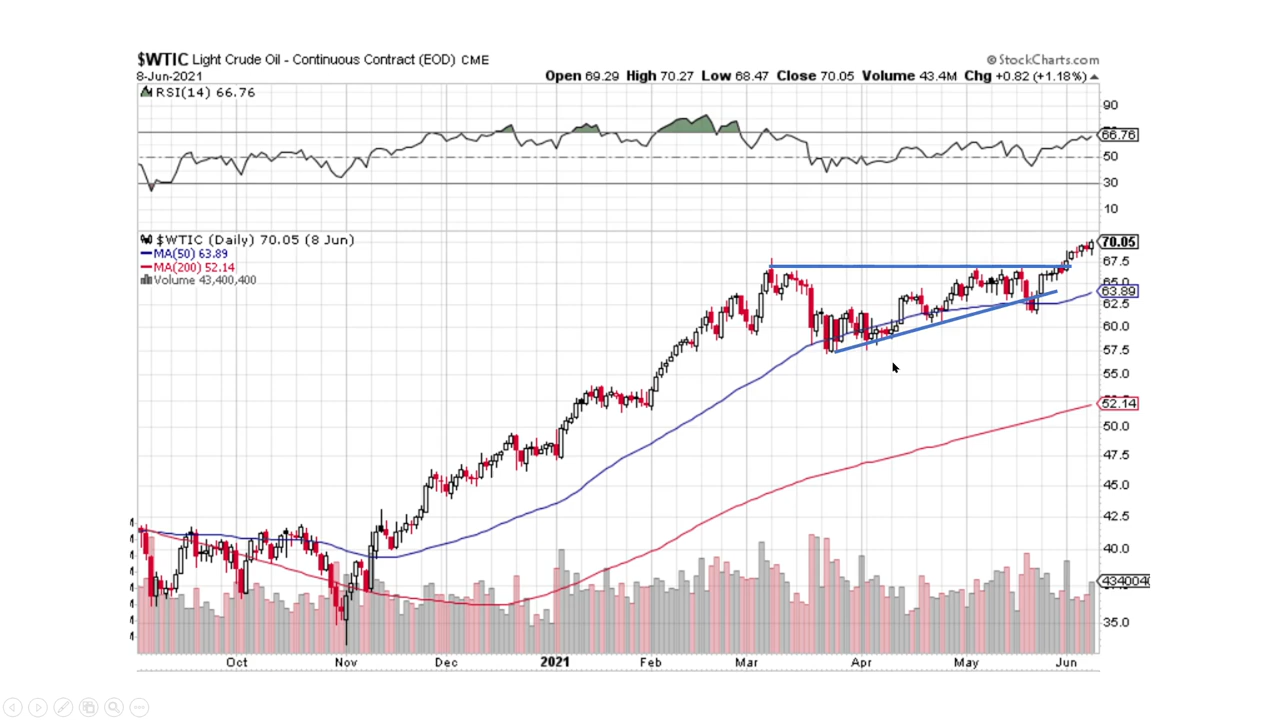 $WTIC Light Crude Oil - Continuous Contract (EOD) CME
© StockCharts.com
8-Jun-2021
Open 69.29 High 70.27 Low 68.47 Close 70.05 Volume 43.4M Chg +0.82 (+1.18%)
RSI(14) 66.76
90
66.76
50
30
10
$WTIC (Daily) 70.05 (8 Jun)
MA(50) 63.89
MA(200) 52.14
Volume 43,400,400
70.05
67.5
65.0
63.89
62.5
60.0
57.5
55.0
52.14
50.0
47.5
45.0
42.5
40.0
4340040
35.0
Oct Nov Dec 2021 Feb Mar Apr May Jun